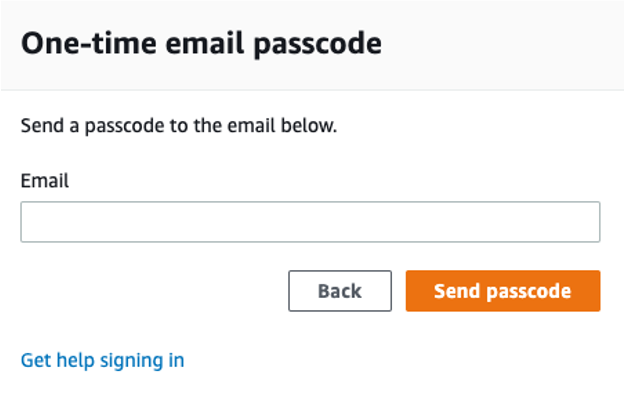 One-time email passcode
Send a passcode to the email below.
Email
Back Send passcode
Get help signing in